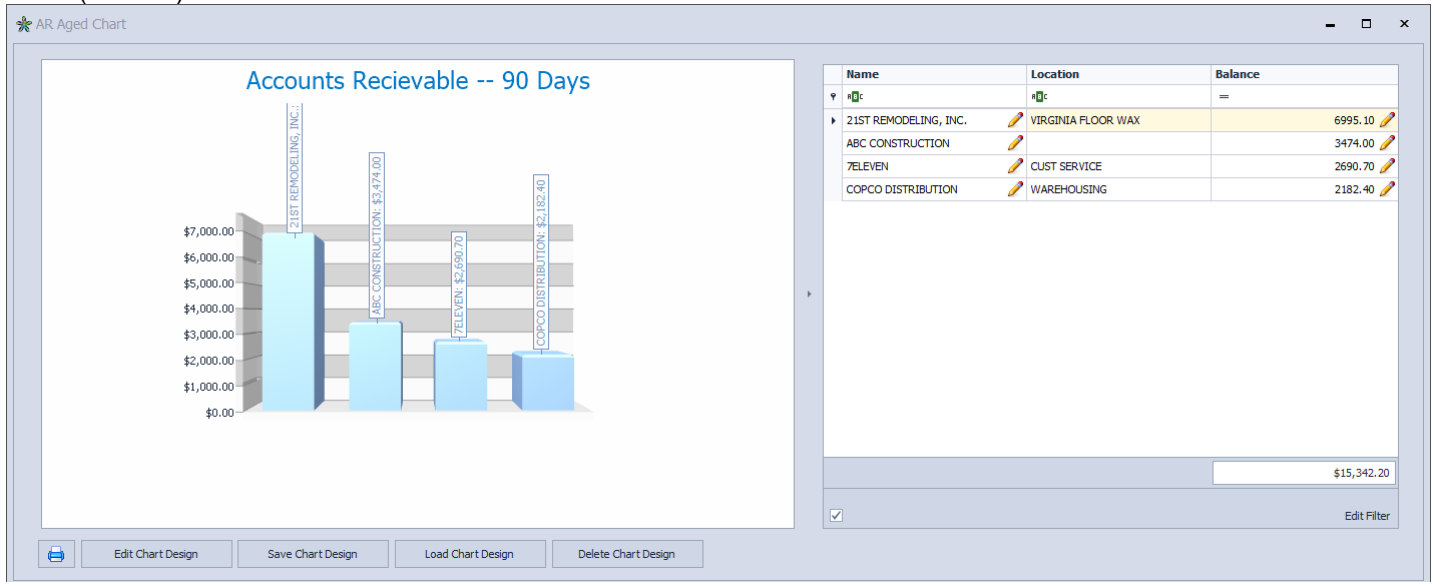 AR Aged Chart
Accounts Recievable -- 90 Days
21ST REMODELING, INC.:
ABC CONSTRUCTION: $3,474.00
7ELEVEN: $2,690.70
COPCO DISTRIBUTION: $2,182.40
$7,000.00
$6,000.00
$5,000.00
$4,000.00
$3,000.00
$2,000.00
$1,000.00
$0.00
Name Location Balance
ABC ABC =
21ST REMODELING, INC. VIRGINIA FLOOR WAX 6995.10
ABC CONSTRUCTION 3474.00
7ELEVEN CUST SERVICE 2690.70
COPCO DISTRIBUTION WAREHOUSING 2182.40
$15,342.20
Edit Filter
Edit Chart Design Save Chart Design Load Chart Design Delete Chart Design